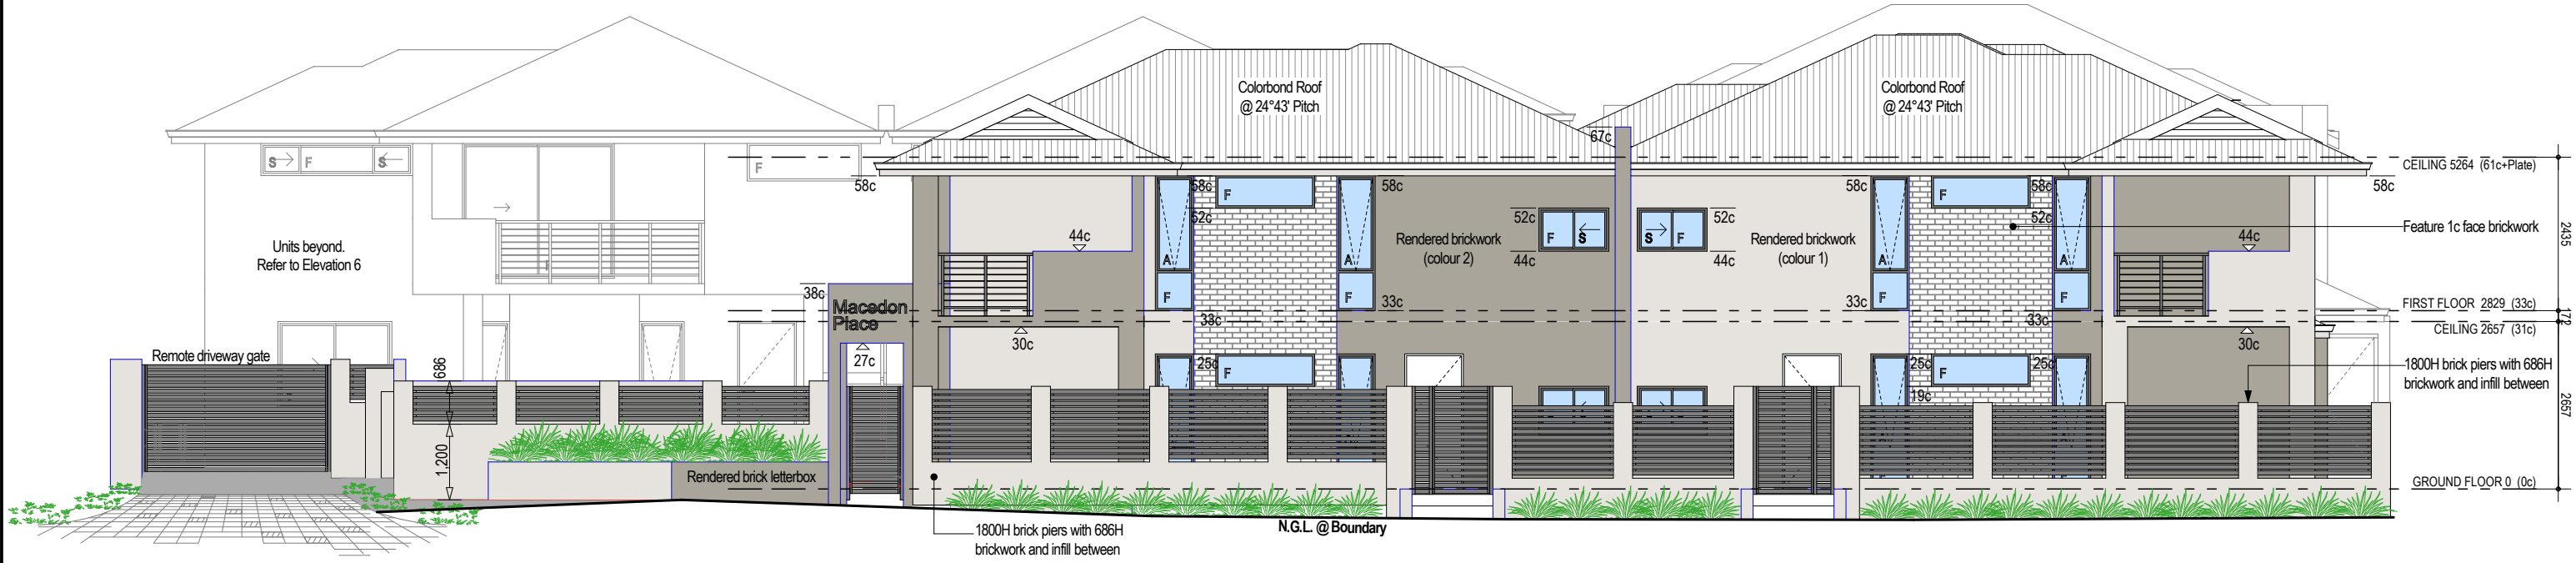 Colorbond Roof
@ 24°43' Pitch
Colorbond Roof
@ 24°43' Pitch
67c
S F S
F
CEILING 5264 (61c+Plate)
58c
58c
58c
58c
58c
58c
F
F
52c
52c
52c
52c
F S
S F
Feature 1c face brickwork
2435
Units beyond.
Refer to Elevation 6
44c
Rendered brickwork
(colour 2)
Rendered brickwork
(colour 1)
44c
44c
44c
A
A
A
A
38c
F
F
33c
33c
F
F
FIRST FLOOR 2829 (33c)
Macedon
Place
33c
33c
172
CEILING 2657 (31c)
30c
30c
Remote driveway gate
27c
686
25c
F
25c
F
25c
1800H brick piers with 686H
brickwork and infill between
19c
2657
1,200
Rendered brick letterbox
GROUND FLOOR 0 (0c)
N.G.L. @ Boundary
1800H brick piers with 686H
brickwork and infill between